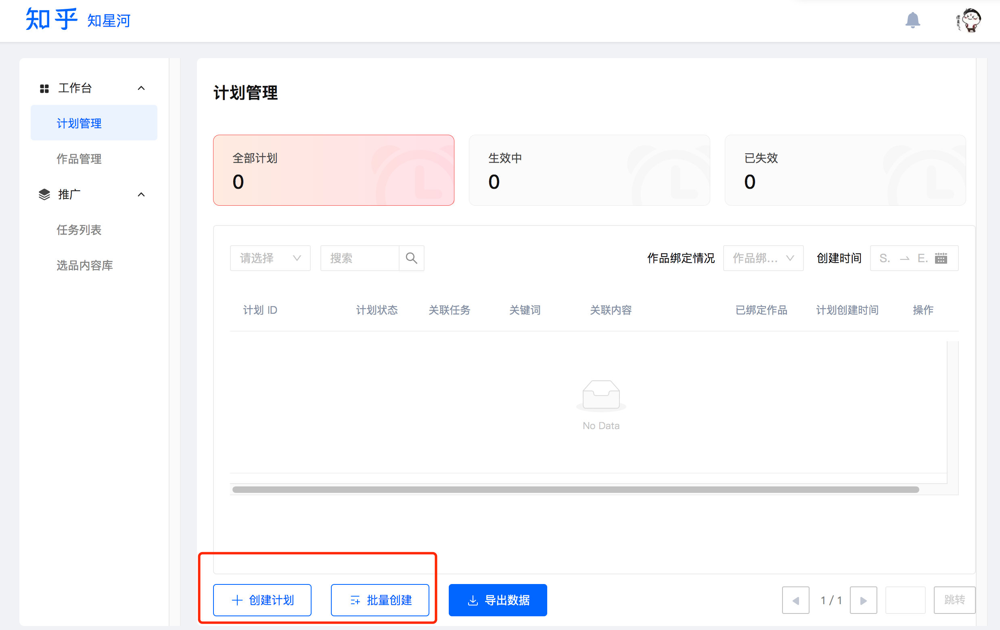 知乎 知星河
工作台
计划管理
作品管理
推广
任务列表
选品内容库
计划管理
全部计划
0
生效中
0
已失效
0
请选择
搜索
作品绑定情况
作品绑...
创建时间
S. E.
计划 ID 计划状态 关联任务 关键词 关联内容 已绑定作品 计划创建时间 操作
No Data
创建计划
批量创建
导出数据
1 / 1
跳转